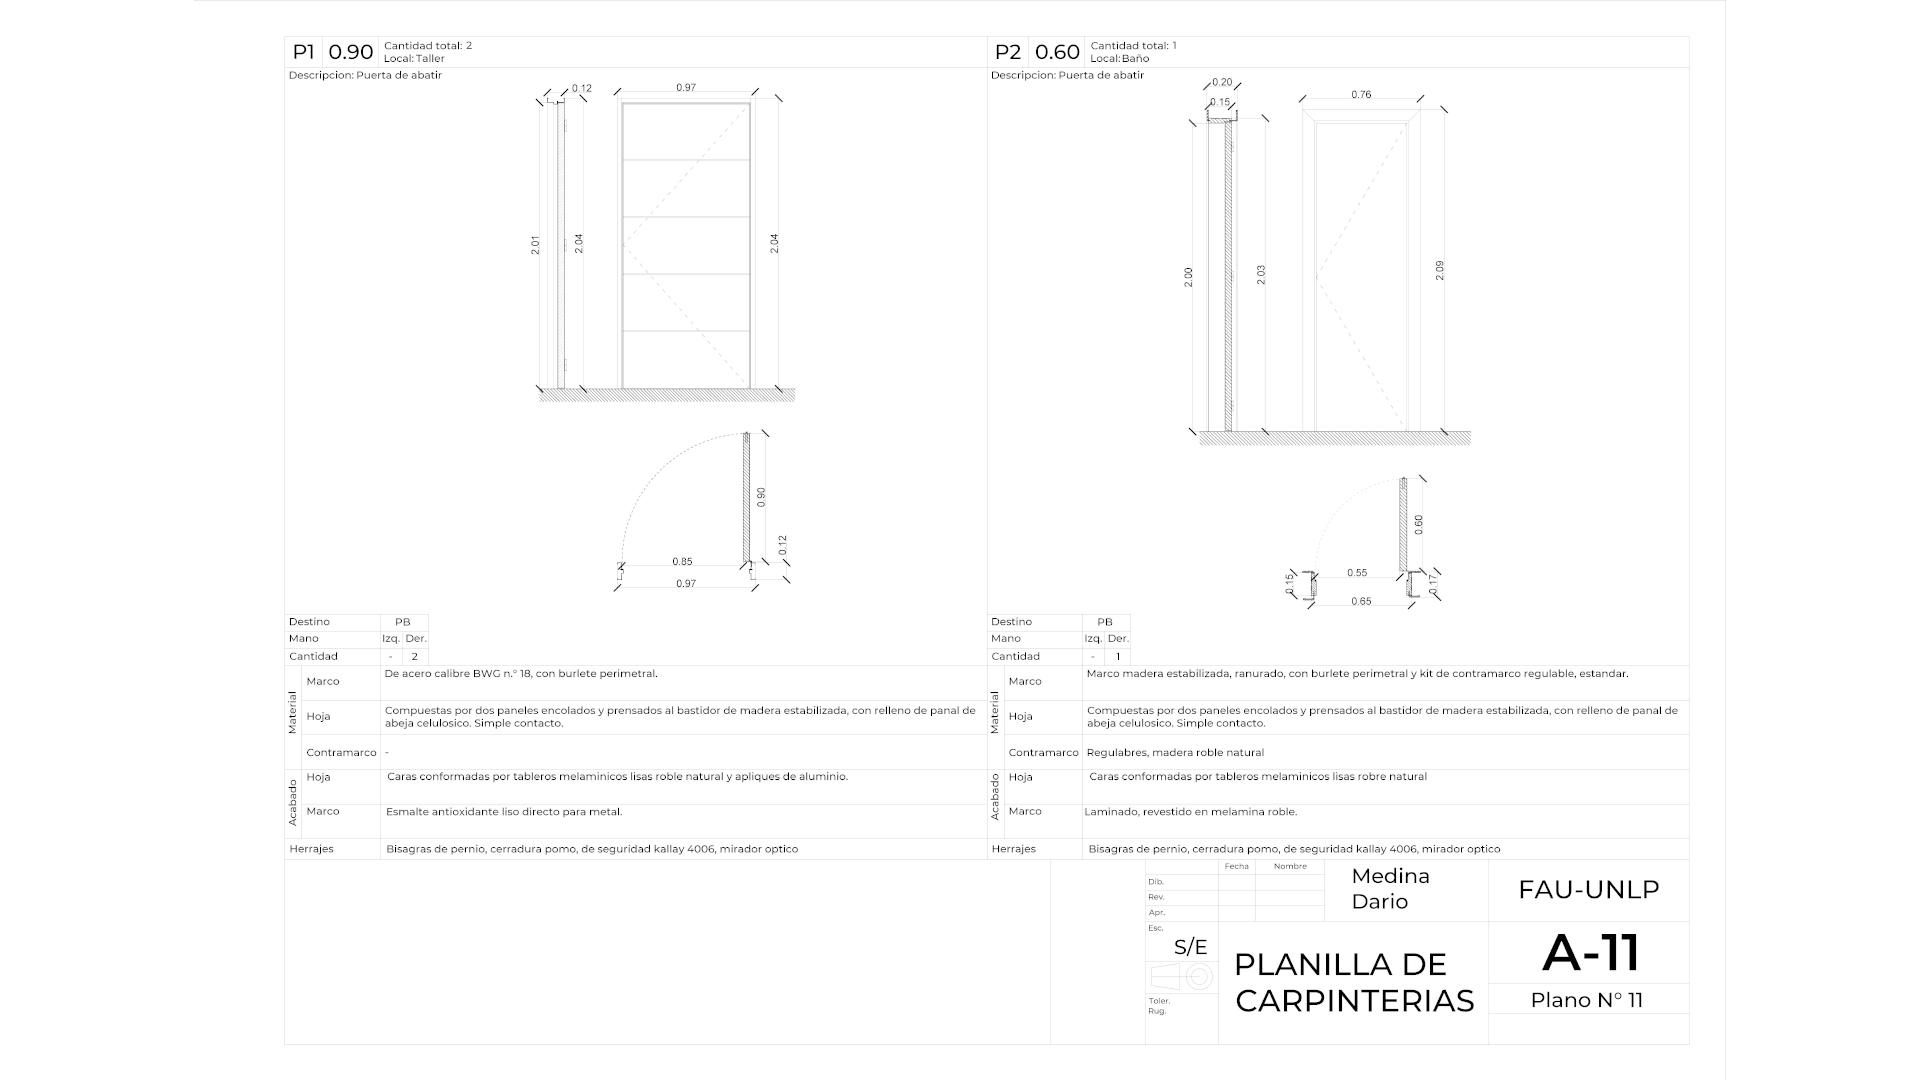 P1 0.90 Cantidad total: 2
Local: Taller
Descripcion: Puerta de abatir
0.12
0.97
2.01
2.04
2.04
0.90
0.12
0.85
0.97
Destino PB
Mano Izq. Der.
Cantidad - 2
Material
Marco De acero calibre BWG n.° 18, con burlete perimetral.
Hoja Compuestas por dos paneles encolados y prensados al bastidor de madera estabilizada, con relleno de panal de
abeja celulosico. Simple contacto.
Contramarco -
Acabado
Hoja Caras conformadas por tableros melaminicos lisas roble natural y apliques de aluminio.
Marco Esmalte antioxidante liso directo para metal.
Herrajes Bisagras de pernio, cerradura pomo, de seguridad kallay 4006, mirador optico
P2 0.60 Cantidad total: 1
Local: Baño
Descripcion: Puerta de abatir
0.20
0.15
0.76
2.00
2.03
2.09
0.60
0.15
0.55
0.17
0.65
Destino PB
Mano Izq. Der.
Cantidad - 1
Material
Marco Marco madera estabilizada, ranurado, con burlete perimetral y kit de contramarco regulable, estandar.
Hoja Compuestas por dos paneles encolados y prensados al bastidor de madera estabilizada, con relleno de panal de
abeja celulosico. Simple contacto.
Contramarco Regulabres, madera roble natural
Acabado
Hoja Caras conformadas por tableros melaminicos lisas robre natural
Marco Laminado, revestido en melamina roble.
Herrajes Bisagras de pernio, cerradura pomo, de seguridad kallay 4006, mirador optico
Fecha Nombre
Dib.
Rev.
Apr.
Medina
Dario
FAU-UNLP
Esc.
S/E
Toler.
Rug.
PLANILLA DE
CARPINTERIAS
A-11
Plano N° 11